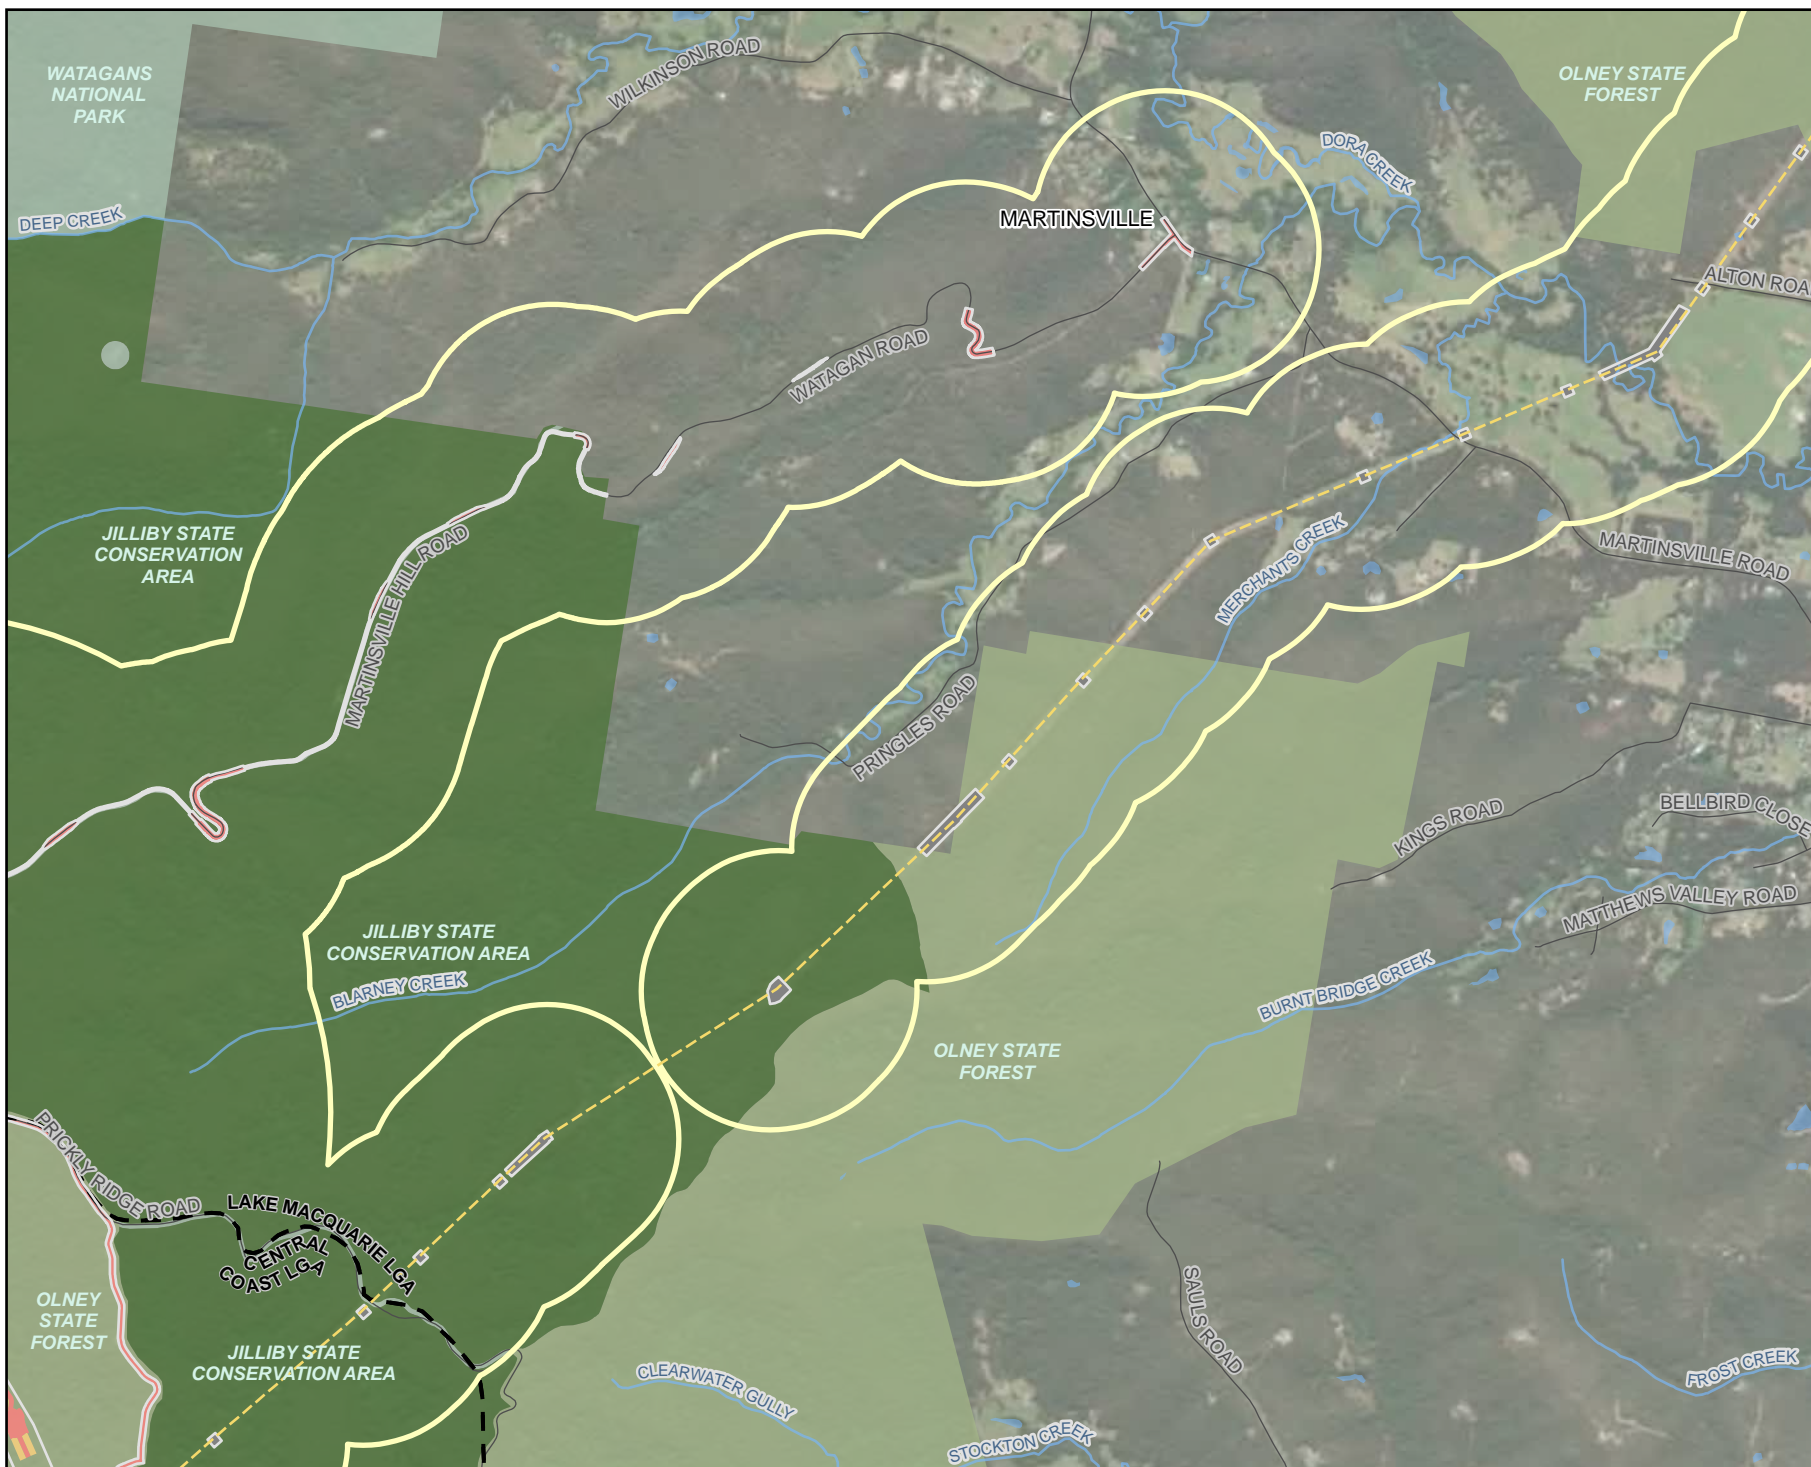 WATAGANS
NATIONAL
PARK
WILKINSON ROAD
OLNEY STATE
FOREST
DORA CREEK
DEEP CREEK
MARTINSVILLE
ALTON ROA
WATAGAN ROAD
JILLIBY STATE
CONSERVATION
AREA
MARTINSVILLE HILL ROAD
MERCHANTS CREEK
MARTINSVILLE ROAD
PRINGLES ROAD
KINGS ROAD
BELLBIRD CLOSE
MATTHEWS VALLEY ROAD
JILLIBY STATE
CONSERVATION AREA
BLARNEY CREEK
BURNT BRIDGE CREEK
OLNEY STATE
FOREST
PRICKLY RIDGE ROAD
LAKE MACQUARIE LGA
CENTRAL
COAST LGA
OLNEY
STATE
FOREST
JILLIBY STATE
CONSERVATION AREA
SAULS ROAD
CLEARWATER GULLY
FROST CREEK
STOCKTON CREEK